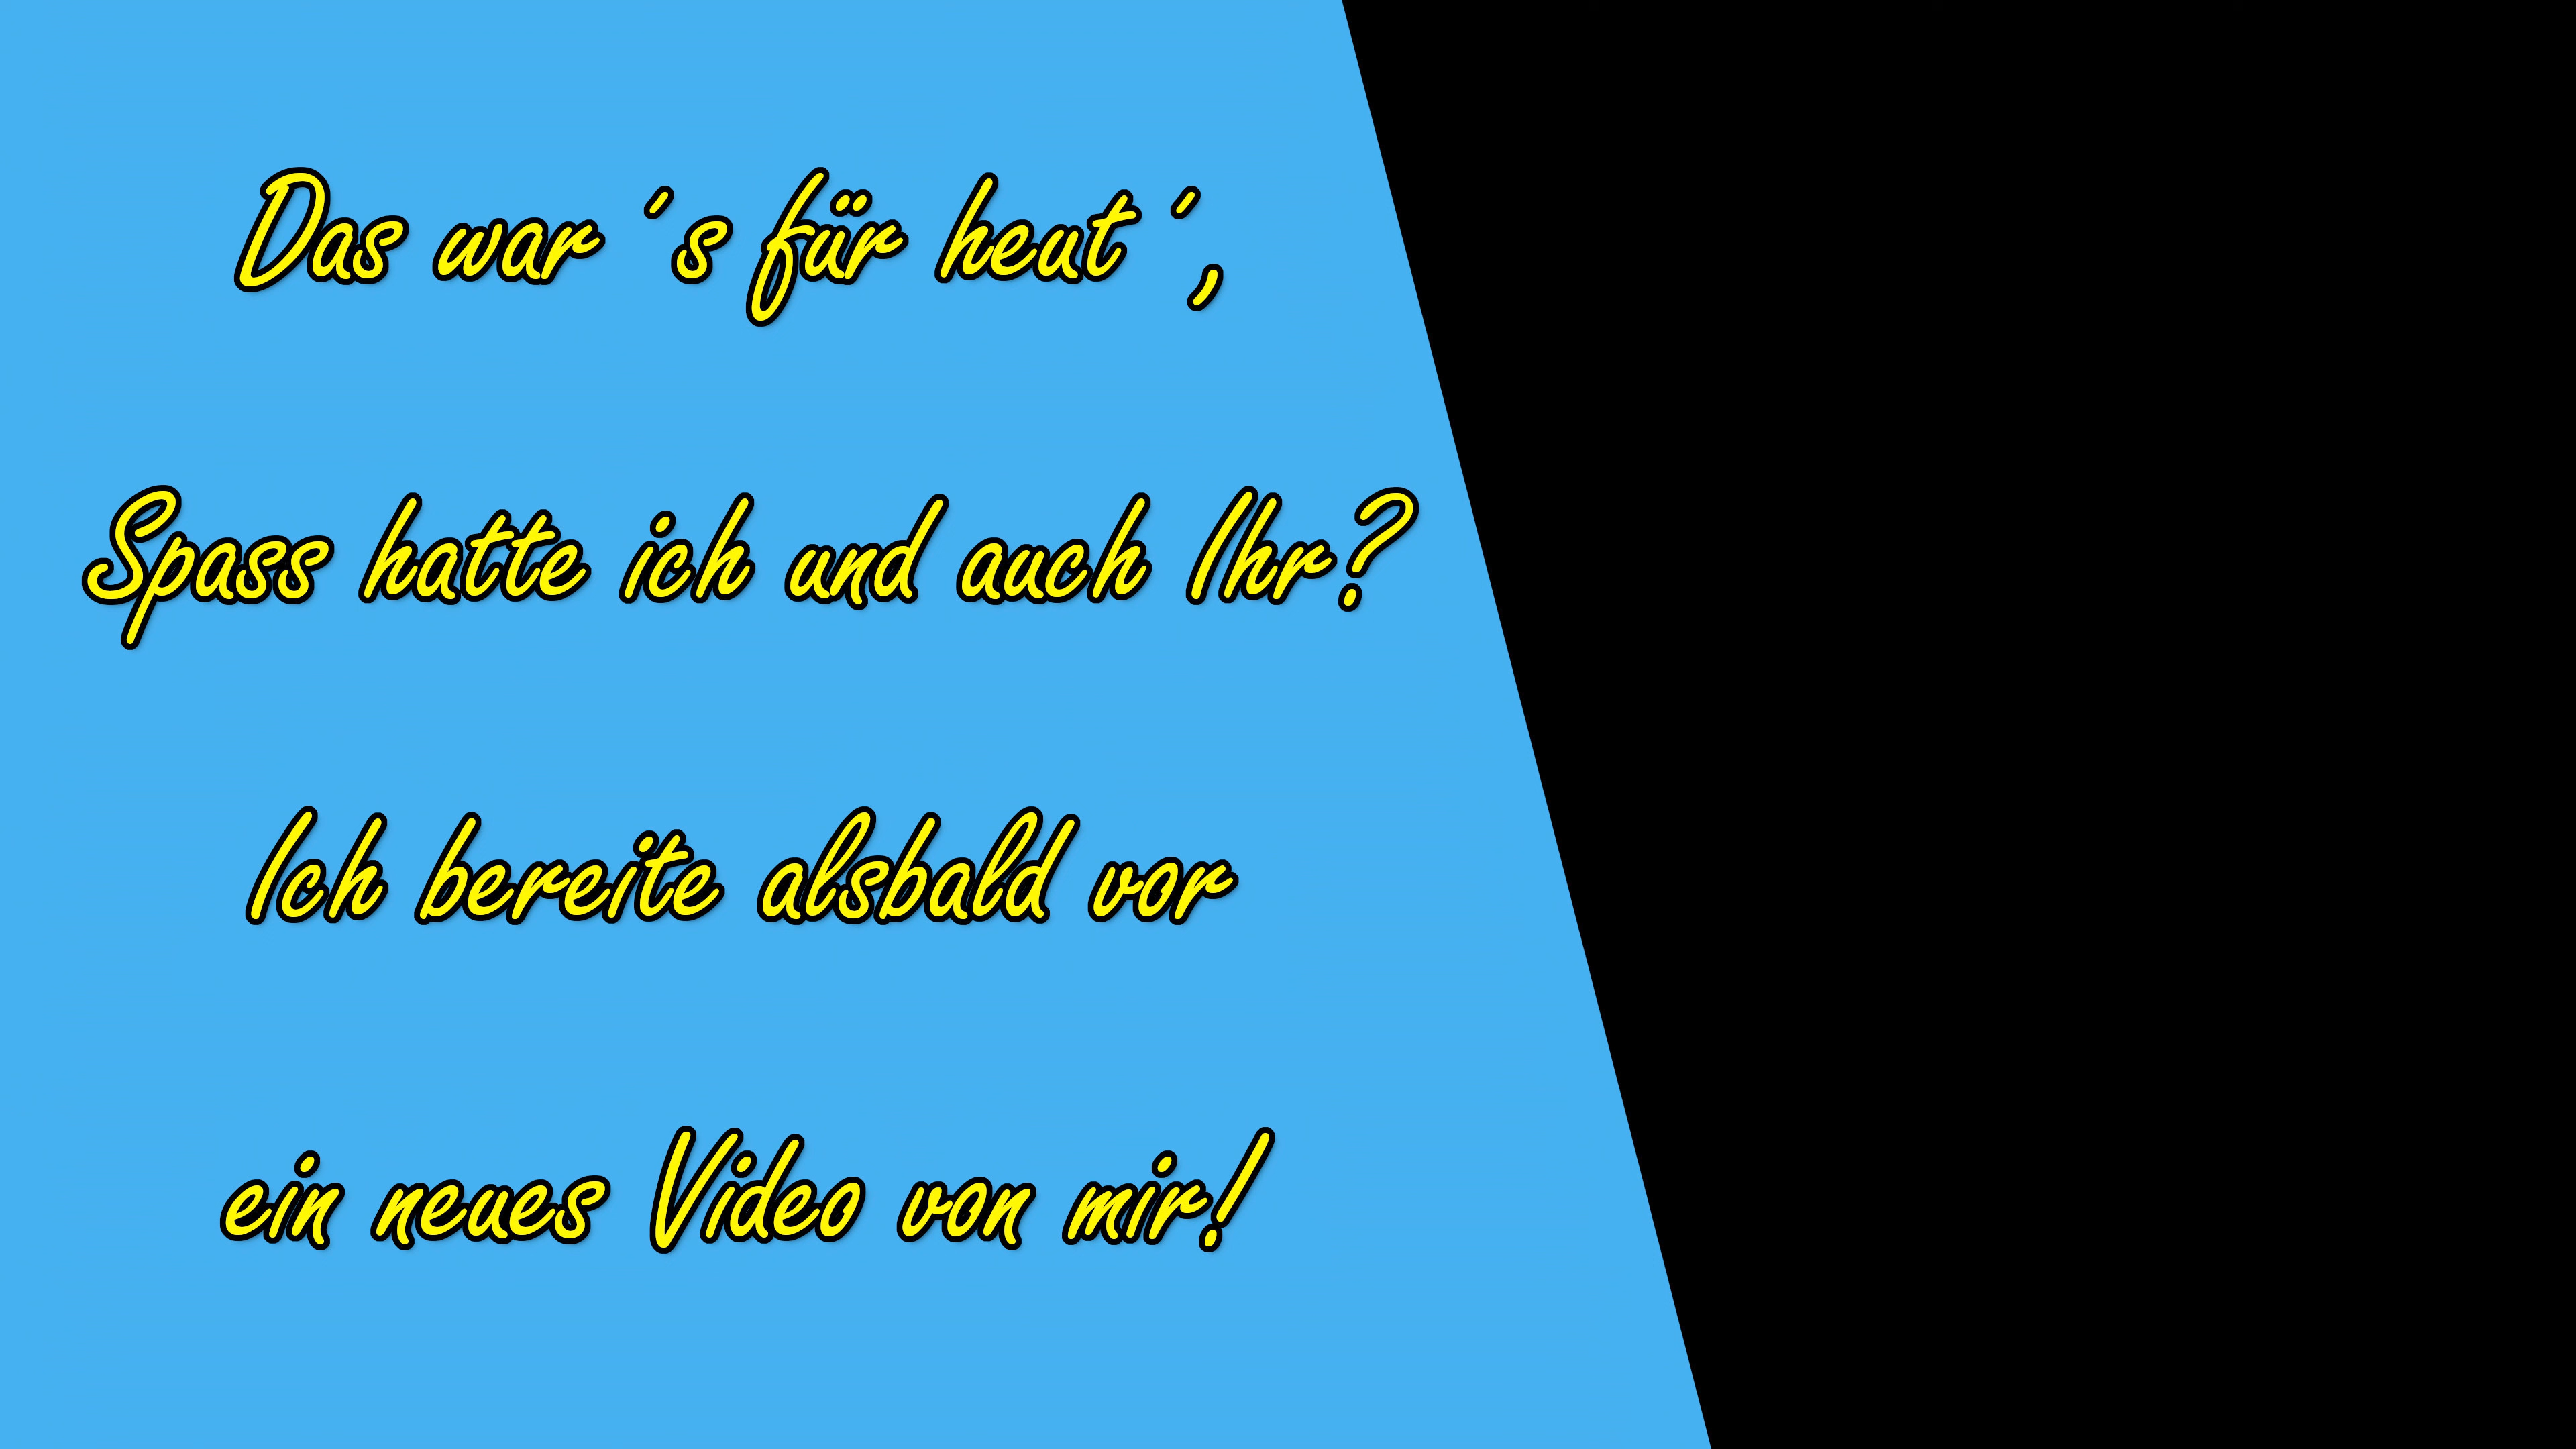 Das war ´s für heut´,
Spass hatte ich und auch Ihr?
Ich bereite alsbald vor
ein neues Video von mir!